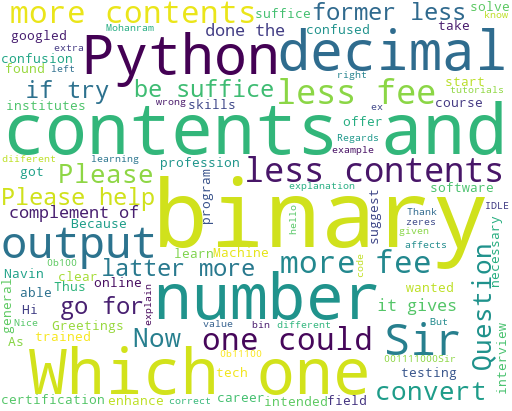 more contents
Mohanram
suffice
former less
solve
know
googled
extra
done the
confused
take
confusion
found
left
Python
decimal
right
tutorials
if try
be suffice
less fee
start
institutes
wrong
skills
ex
offer
course
contents and
example
different
learning
Regards
got
Please
profession
less contents
Please help
explanation
software
binary
complement of
program
hello
suggest
Thank
zeres
IDLE
Because
given
affects
output
Navin
0b100
clear
learn
Machine
latter more
more fee
necessary
Question
general
Thus
able
online
code
wanted
Hi
explain
go for
number
it gives
As
Nice
Greetings
value
bin
different
But
trained
Now
one could
Sir
interview
0b11100
00111100Sir
Which one
tech
testing
convert
certification
enhance
correct
career
intended
field